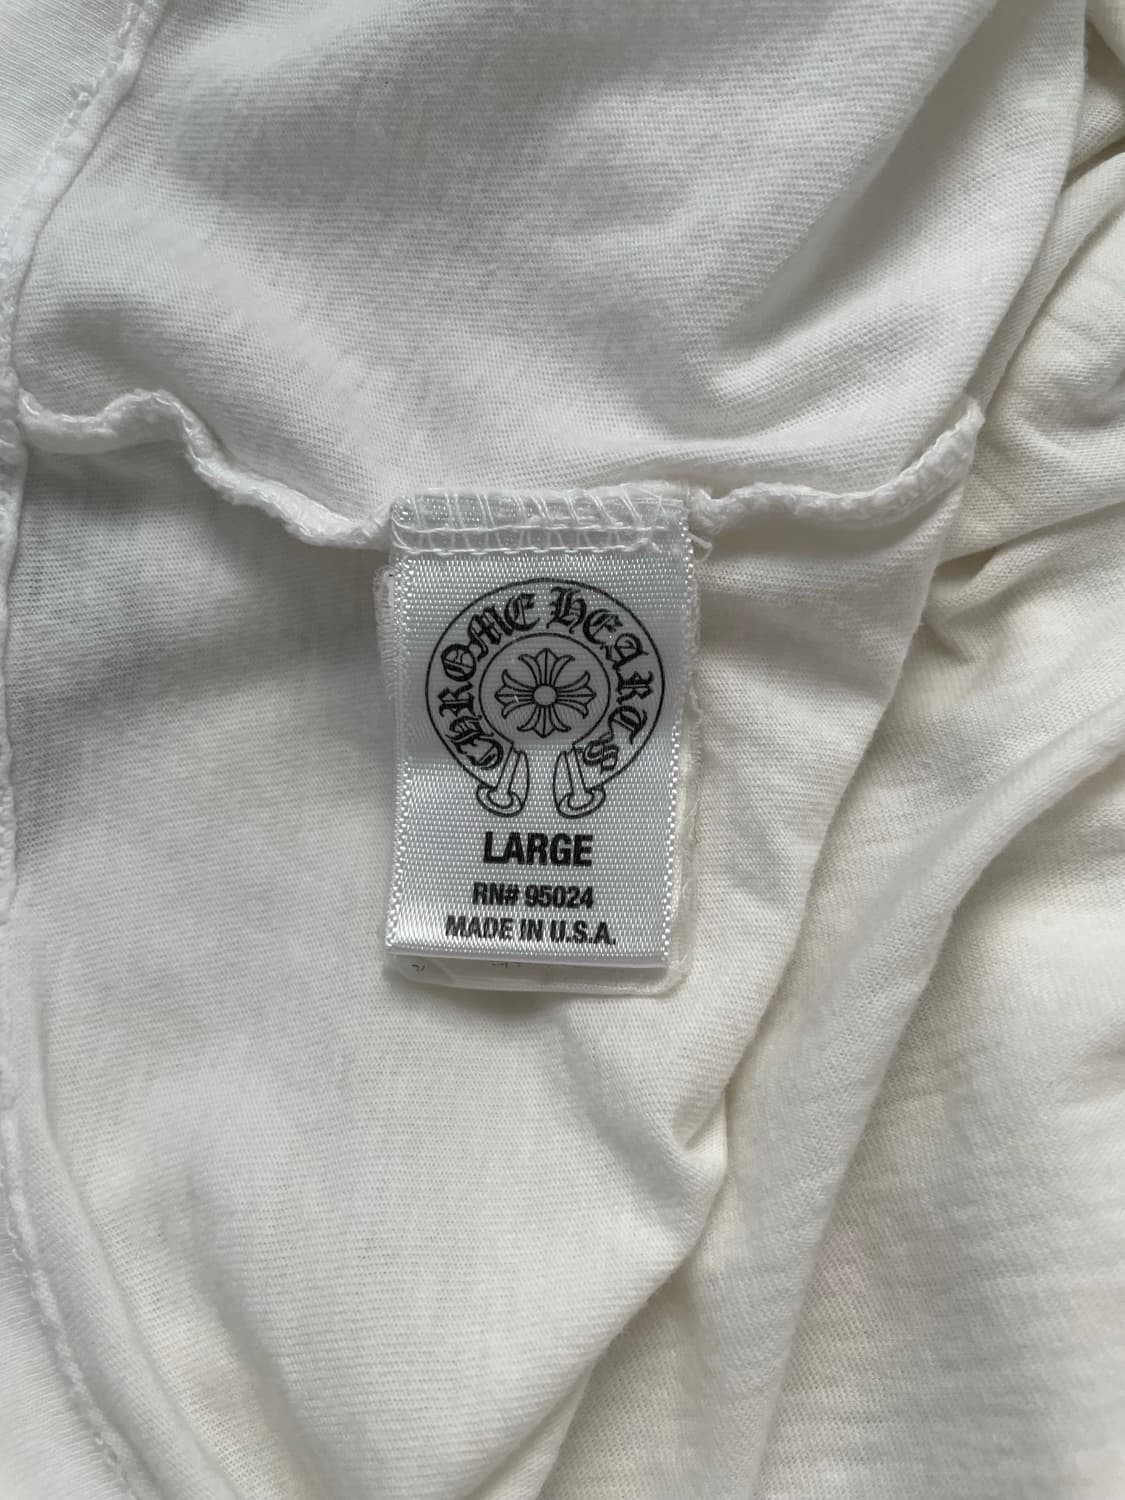 CHROME HEARTS
LARGE
RN# 95024
MADE IN U.S.A.